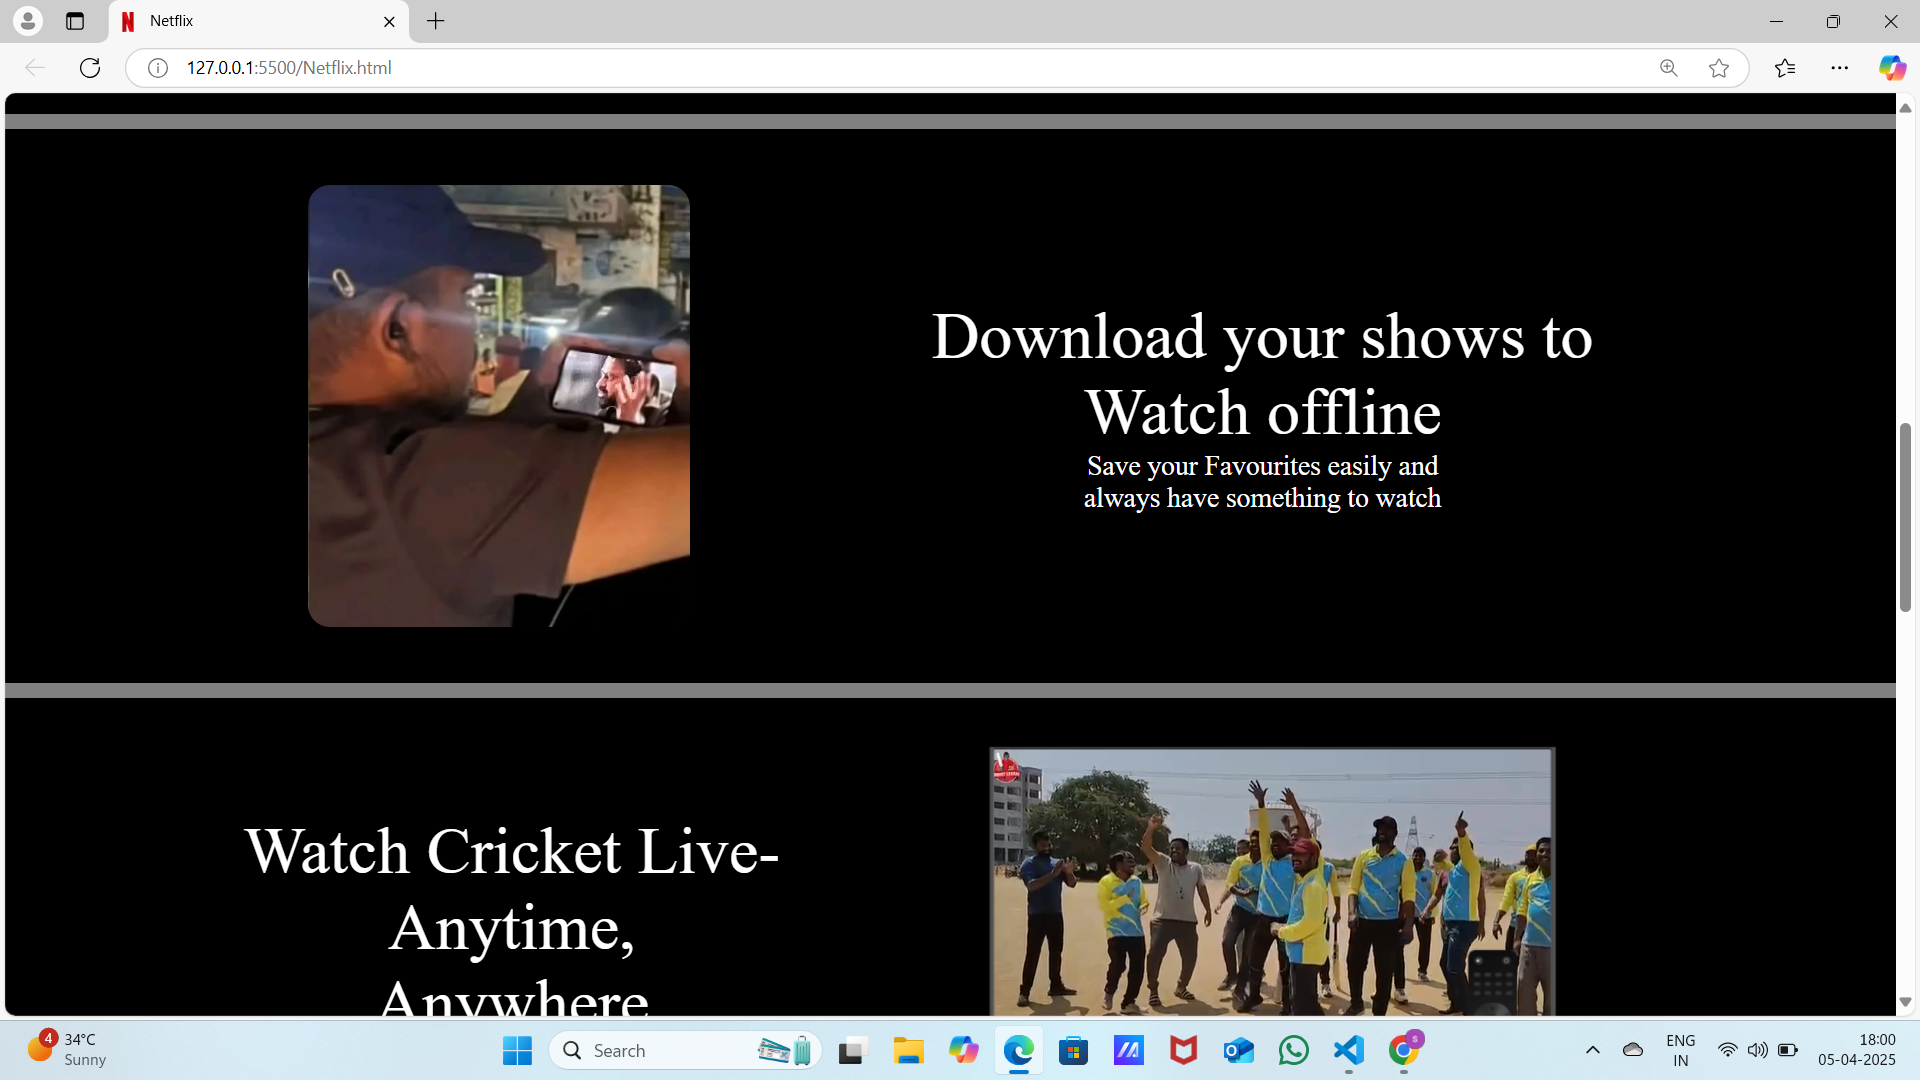 Netflix
127.0.0.1:5500/Netflix.html
Download your shows to
Watch offline
Save your Favourites easily and
always have something to watch
Watch Cricket Live-
Anytime,
Anywhere
4
34°C
Sunny
Search
S
ENG
IN
18:00
05-04-2025